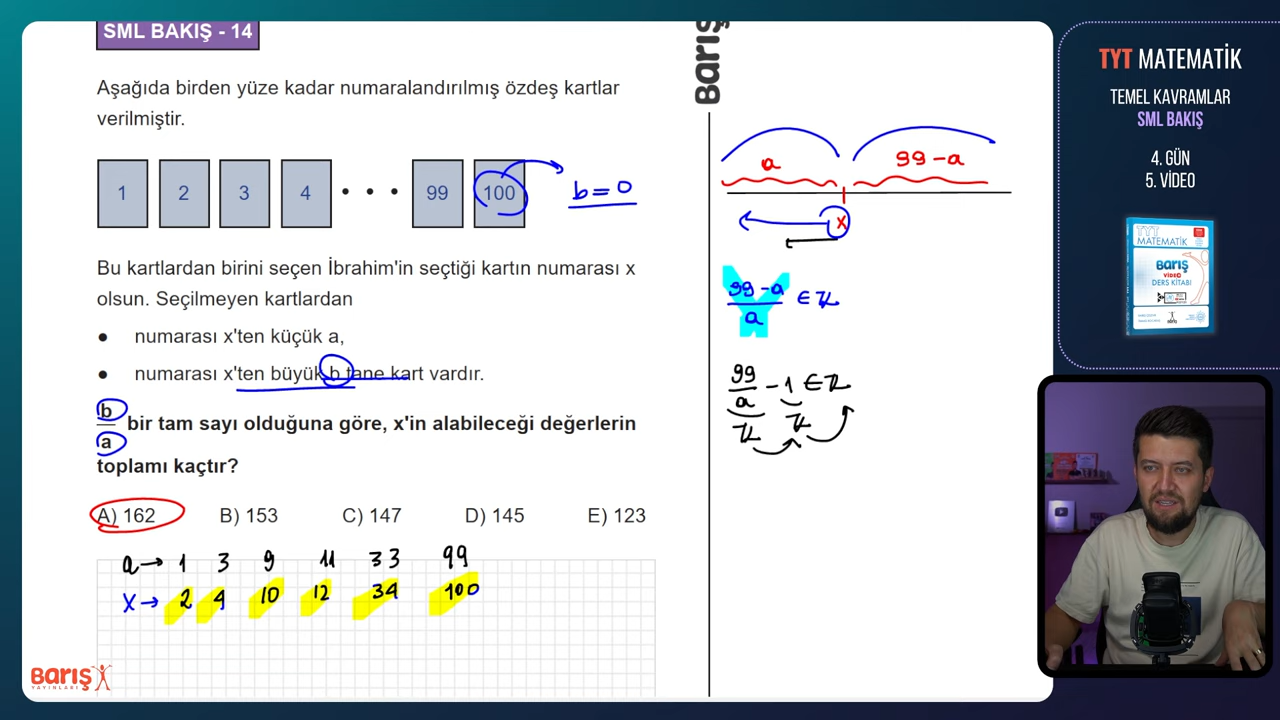 SML BAKIŞ - 14
Aşağıda birden yüze kadar numaralandırılmış özdeş kartlar
verilmiştir.
1 2 3 4 • • • 99 100
b = 0
Bu kartlardan birini seçen İbrahim'in seçtiği kartın numarası x
olsun. Seçilmeyen kartlardan
• numarası x'ten küçük a,
• numarası x'ten büyük b tane kart vardır.
b/a bir tam sayı olduğuna göre, x'in alabileceği değerlerin
toplamı kaçtır?
A) 162 B) 153 C) 147 D) 145 E) 123
a→ 1 3 9 11 33 99
x→ 2 4 10 12 34 100
BARIŞ
YAYINLARI
Barış
a 99-a
x
99-a/a ∈ Z
99/a - 1 ∈ Z
Z Z
TYT MATEMATİK
TEMEL KAVRAMLAR
SML BAKIŞ
4. GÜN
5. VİDEO
TYT
MATEMATİK
BARIŞ
VİDEO
DERS KİTABI